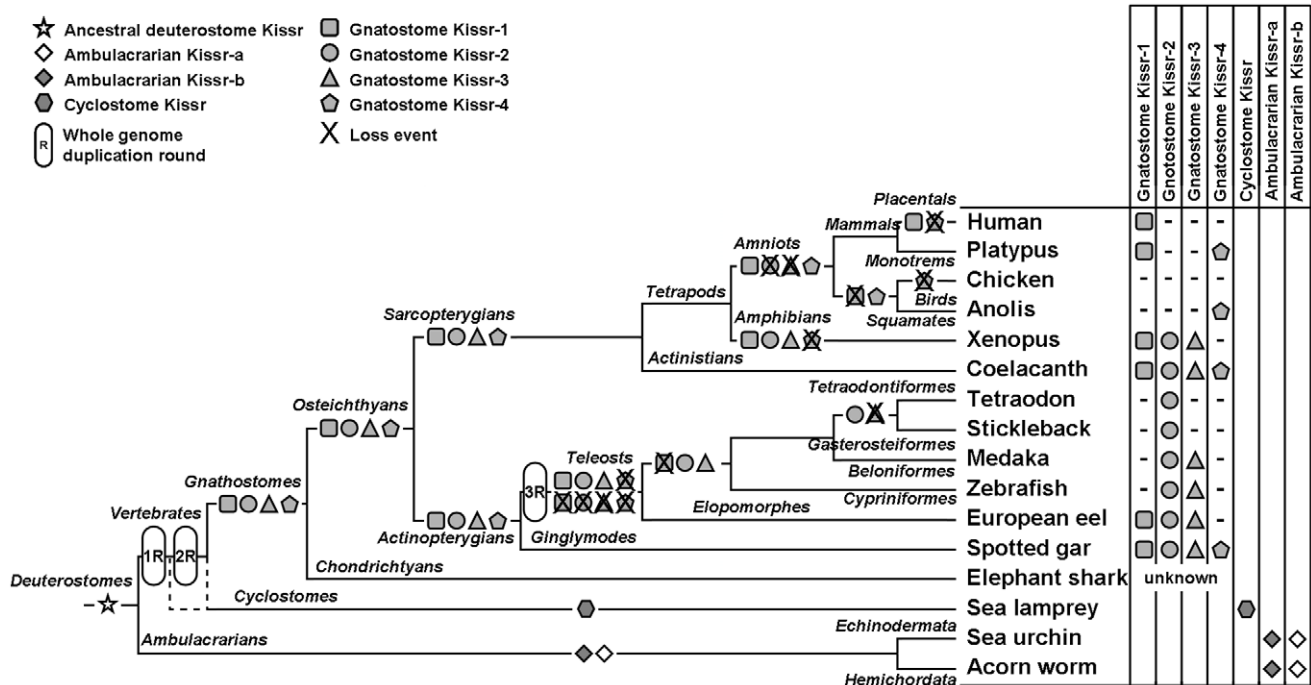 Ancestral deuterostome Kissr
Ambulacrarian Kissr-a
Ambulacrarian Kissr-b
Cyclostome Kissr
R
Whole genome
duplication round
Gnatostome Kissr-1
Gnatostome Kissr-2
Gnatostome Kissr-3
Gnatostome Kissr-4
Loss event
Gnatostome Kissr-1
Gnotostome Kissr-2
Gnatostome Kissr-3
Gnatostome Kissr-4
Cyclostome Kissr
Ambulacrarian Kissr-a
Ambulacrarian Kissr-b
Placentals
Human - - -
Mammals
Platypus - -
Monotrems
Amniots
Chicken - - - -
Birds
Anolis - - -
Squamates
Tetrapods
Amphibians
Xenopus -
Sarcopterygians
Actinistians
Coelacanth
Tetraodontiformes
Tetraodon - - -
Osteichthyans
Stickleback - - -
Gasterosteiformes
Teleosts
Medaka - -
Beloniformes
Zebrafish - -
Cypriniformes
Gnathostomes
3R
Elopomorphes
European eel -
Vertebrates
Actinopterygians
Ginglymodes
Spotted gar
1R
2R
Chondrichtyans
Elephant shark unknown
Deuterostomes
Cyclostomes
Sea lamprey
Echinodermata
Sea urchin
Ambulacrarians
Acorn worm
Hemichordata